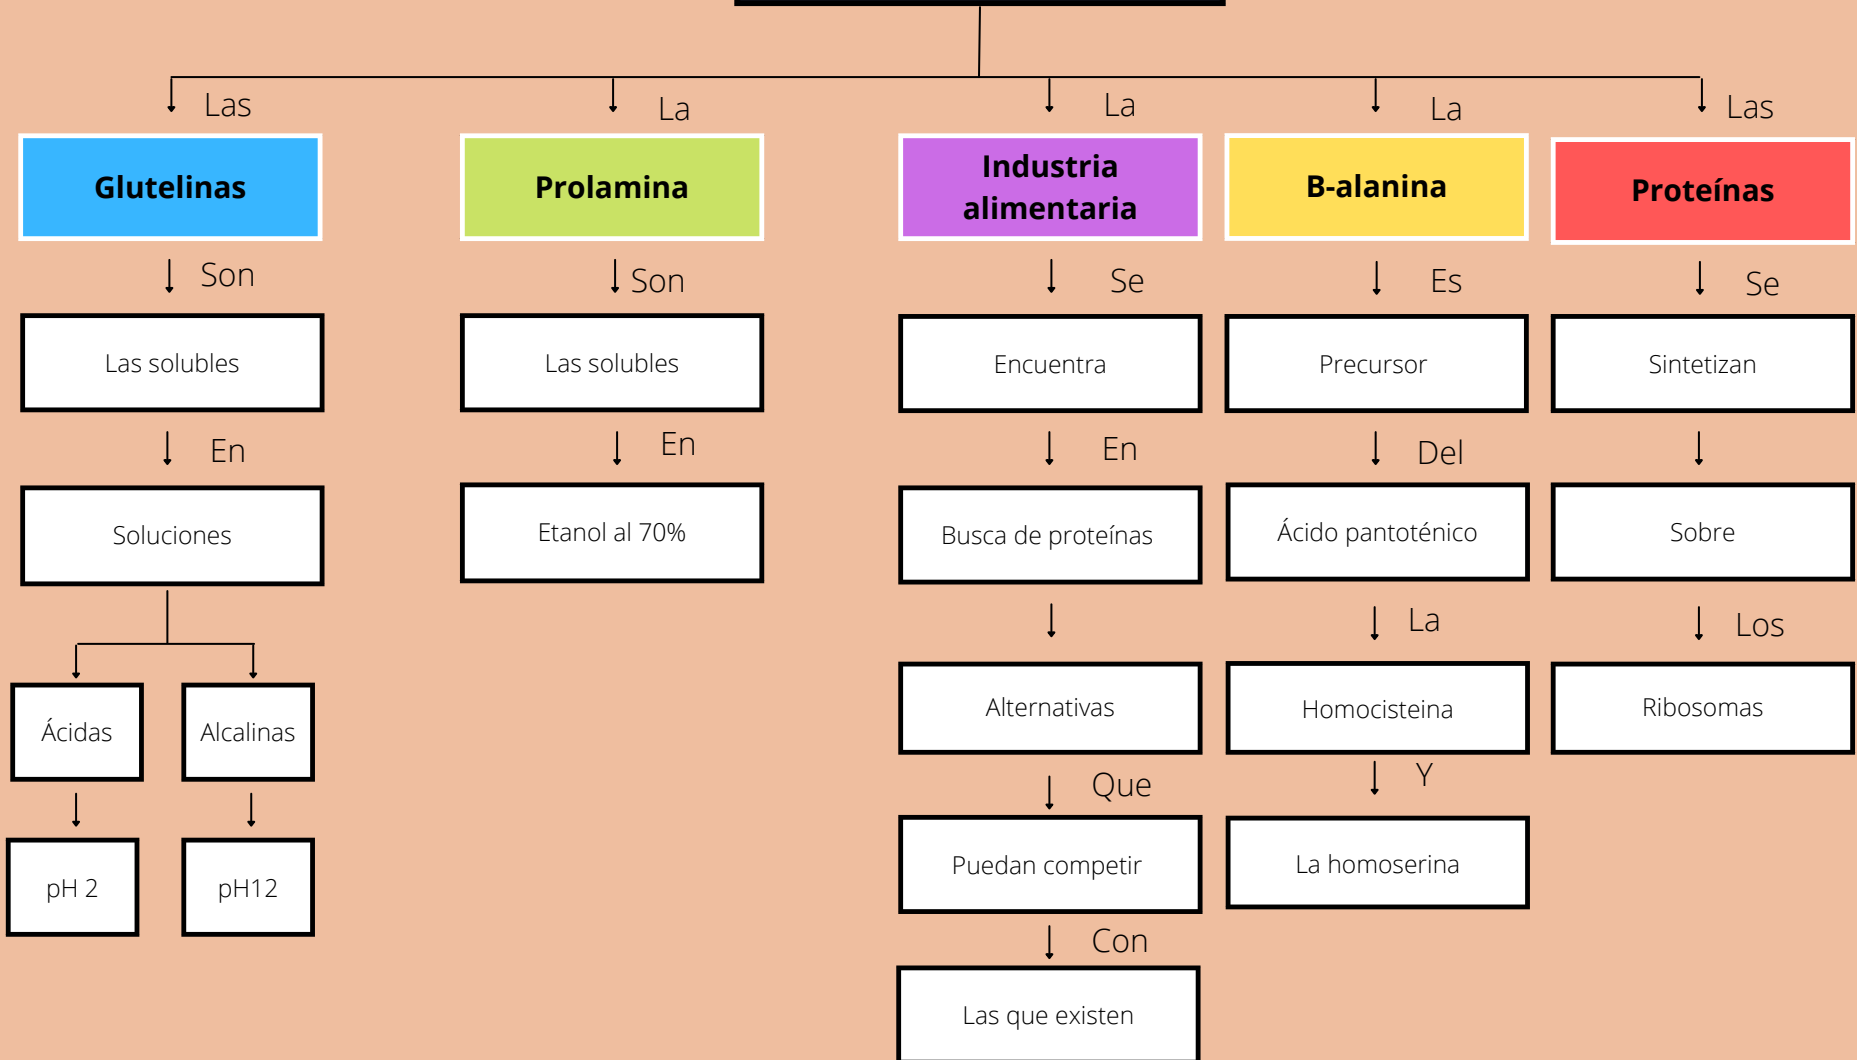 Las
Glutelinas
Son
Las solubles
En
Soluciones
Ácidas
Alcalinas
pH 2
pH12
La
Prolamina
Son
Las solubles
En
Etanol al 70%
La
Industria
alimentaria
Se
Encuentra
En
Busca de proteínas
Alternativas
Que
Puedan competir
Con
Las que existen
La
B-alanina
Es
Precursor
Del
Ácido pantoténico
La
Homocisteina
Y
La homoserina
Las
Proteínas
Se
Sintetizan
Sobre
Los
Ribosomas